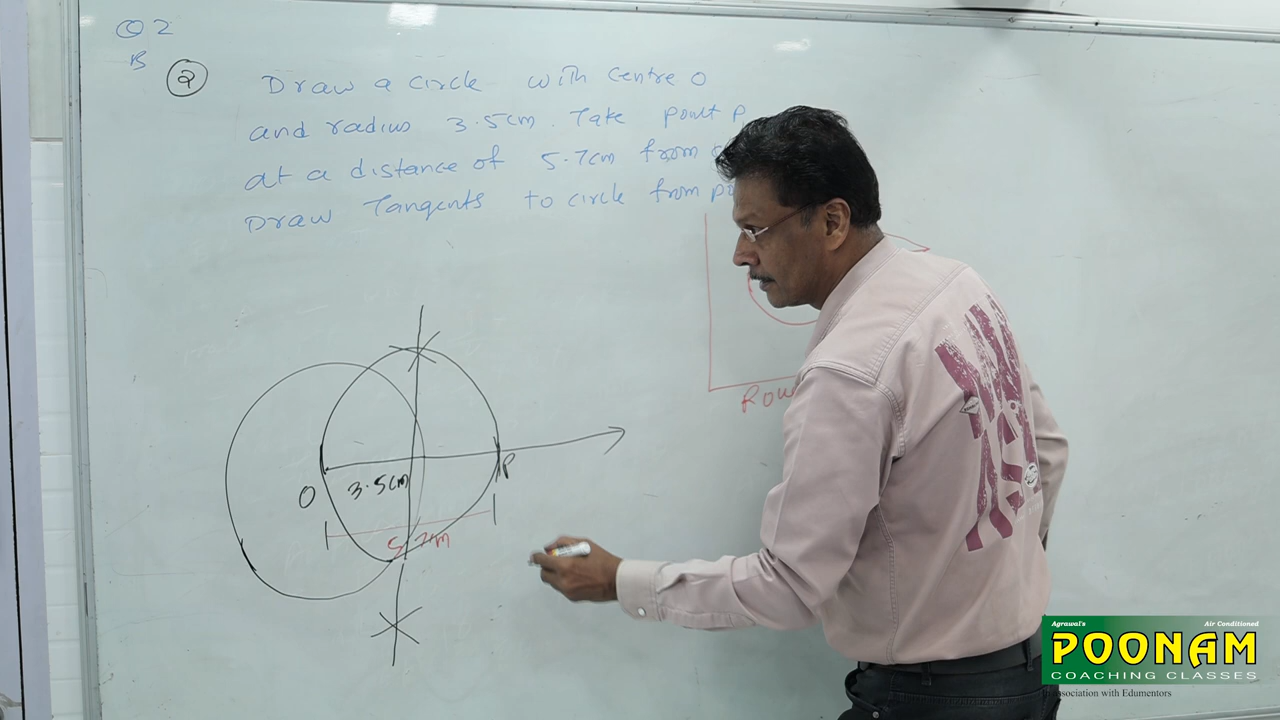 Q2
B
2 Draw a circle with centre O
and radius 3.5cm. Take point P
at a distance of 5.7cm from
Draw Tangents to circle from
O
3.5cm
P
5.7cm
Agrawal's Air Conditioned
POONAM
COACHING CLASSES
association with Edumentors